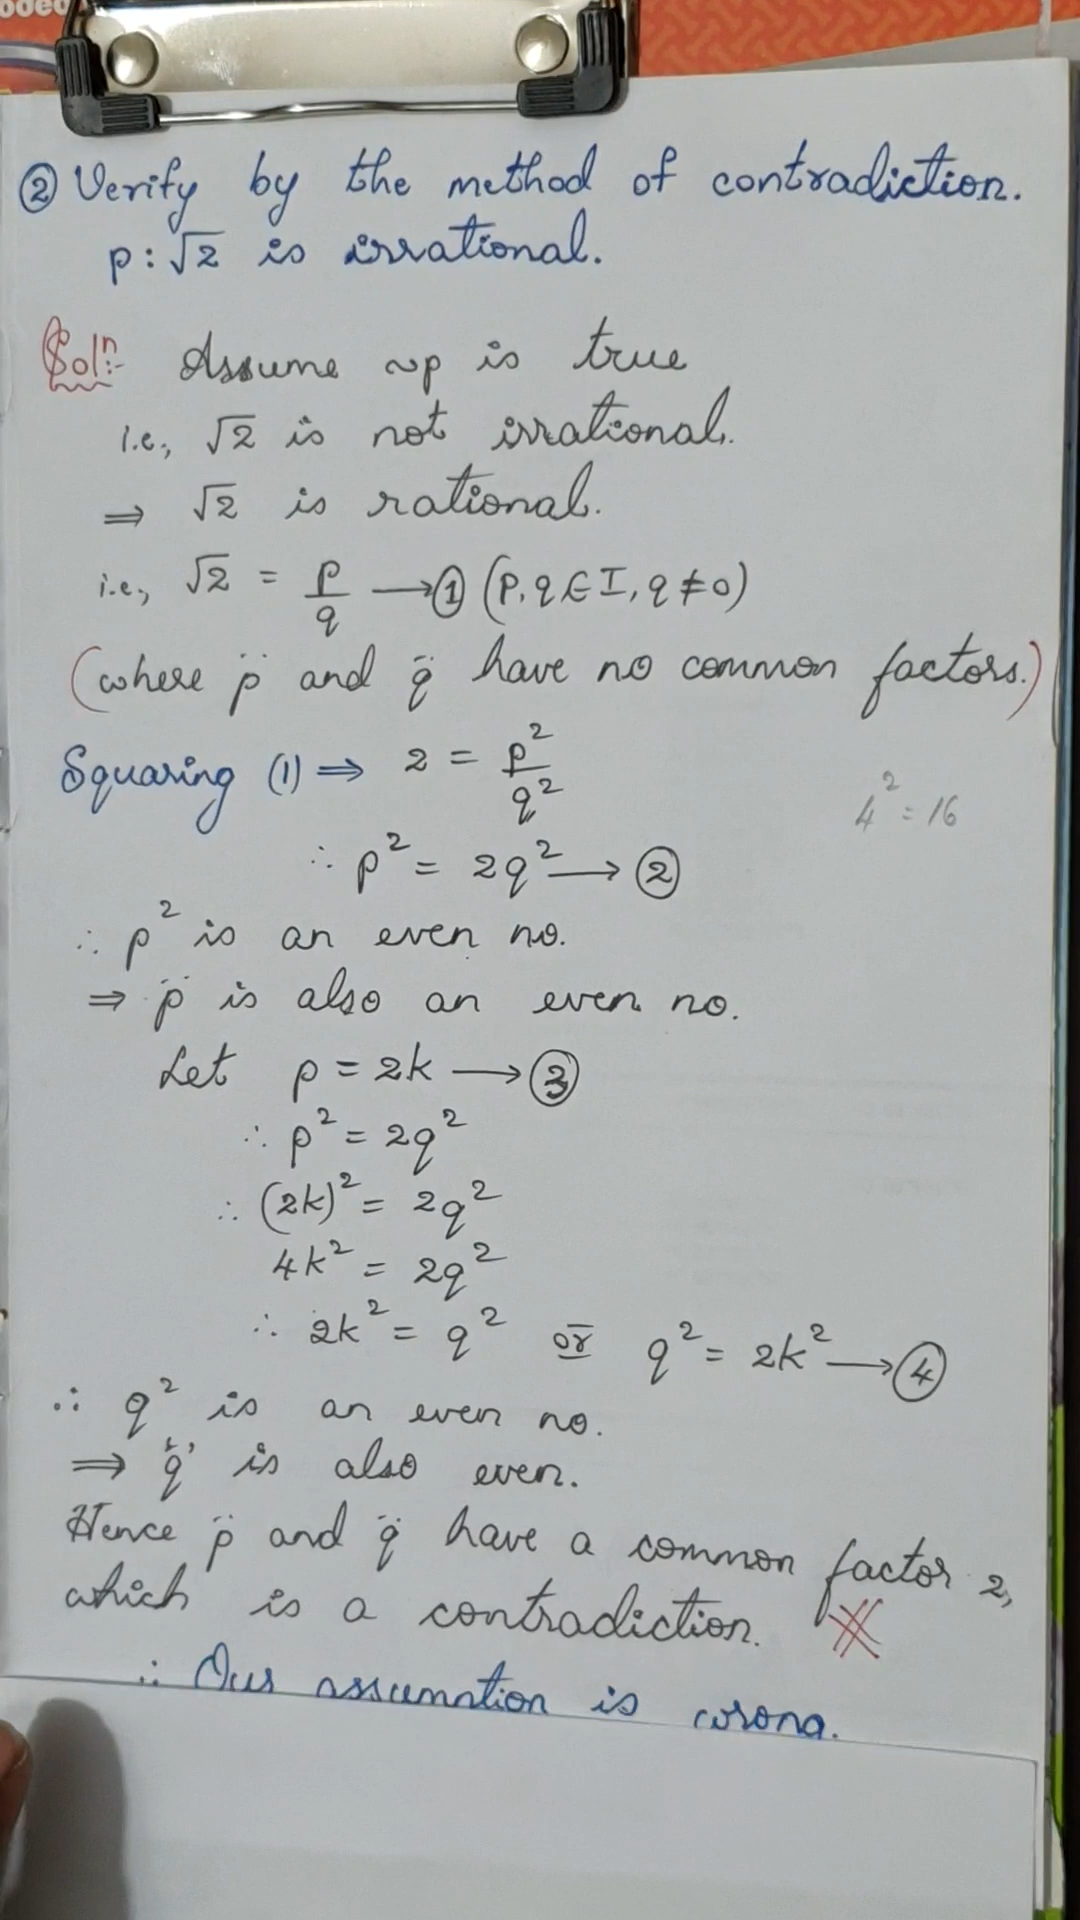 oded
② Verify by the method of contradiction.
p : √2 is irrational.
Solⁿ:- Assume ~p is true
i.e., √2 is not irrational.
⇒ √2 is rational.
i.e., √2 = p/q ⟶ ① (p, q ∈ I, q ≠ 0)
(where 'p' and 'q' have no common factors.)
Squaring (1) ⇒ 2 = p²/q²
4² = 16
∴ p² = 2q² ⟶ ②
∴ p² is an even no.
⇒ 'p' is also an even no.
Let p = 2k ⟶ ③
∴ p² = 2q²
∴ (2k)² = 2q²
4k² = 2q²
∴ 2k² = q² or q² = 2k² ⟶ ④
∴ q² is an even no.
⇒ 'q' is also even.
Hence 'p' and 'q' have a common factor 2,
which is a contradiction.
∴ Our assumption is wrong.